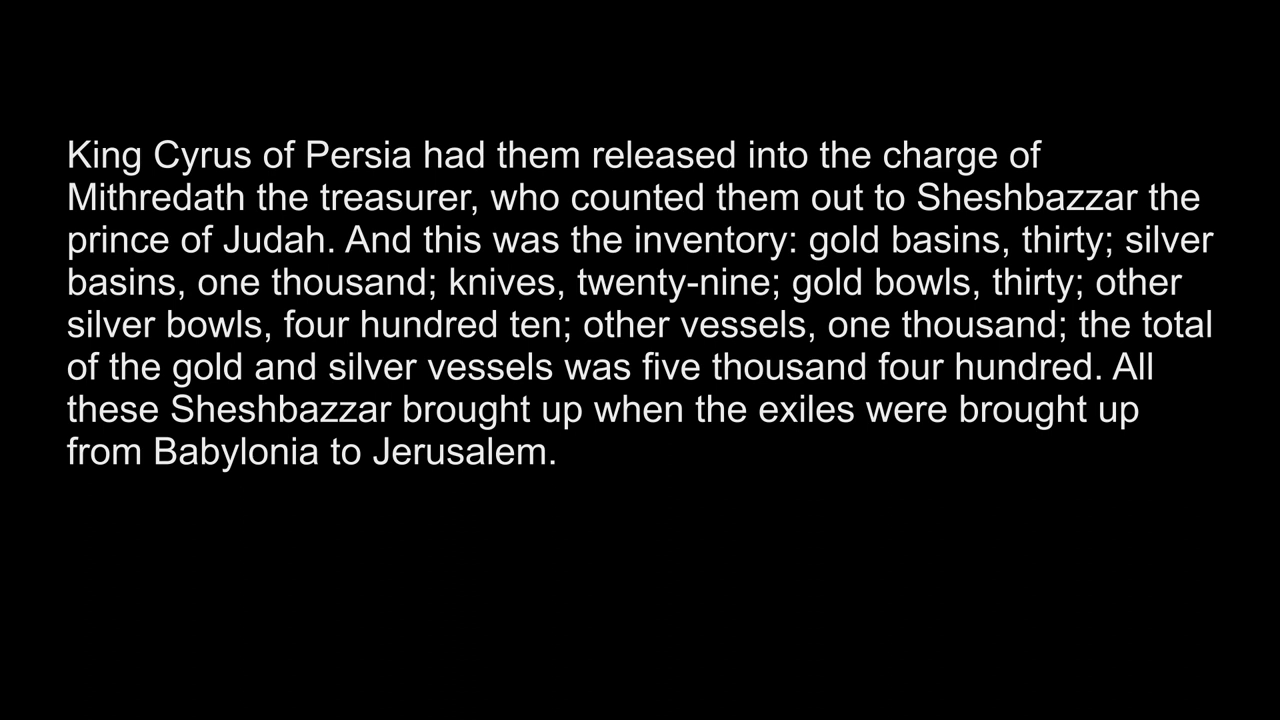 King Cyrus of Persia had them released into the charge of
Mithredath the treasurer, who counted them out to Sheshbazzar the
prince of Judah. And this was the inventory: gold basins, thirty; silver
basins, one thousand; knives, twenty-nine; gold bowls, thirty; other
silver bowls, four hundred ten; other vessels, one thousand; the total
of the gold and silver vessels was five thousand four hundred. All
these Sheshbazzar brought up when the exiles were brought up
from Babylonia to Jerusalem.